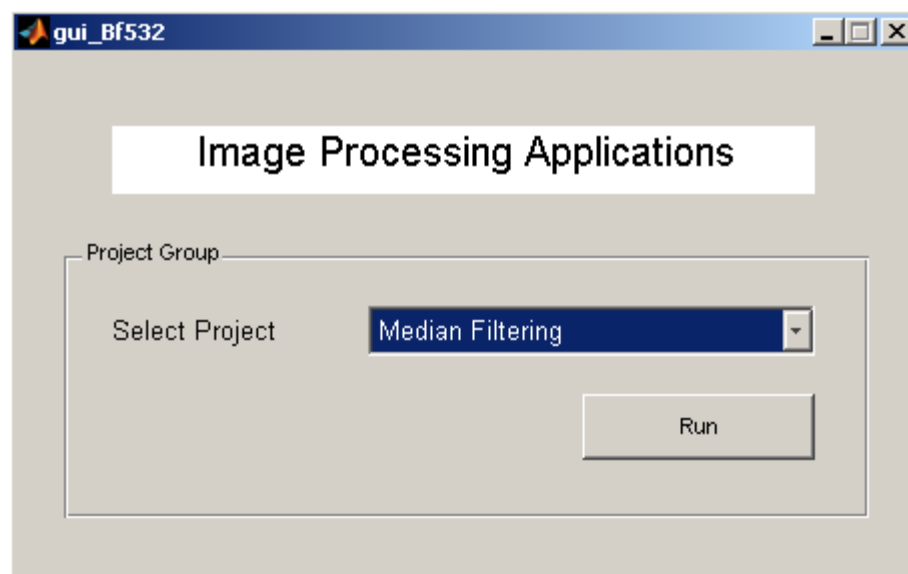 gui_Bf532
Image Processing Applications
Project Group
Select Project
Median Filtering
Run